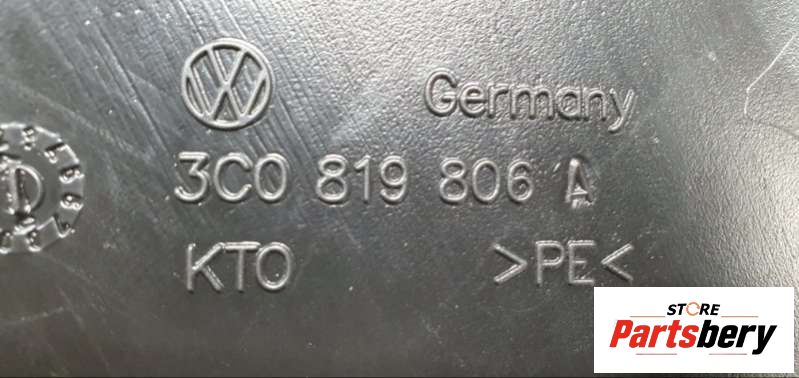 Germany
3C0 819 806 A
KTO >PE<
STORE
Partsbery